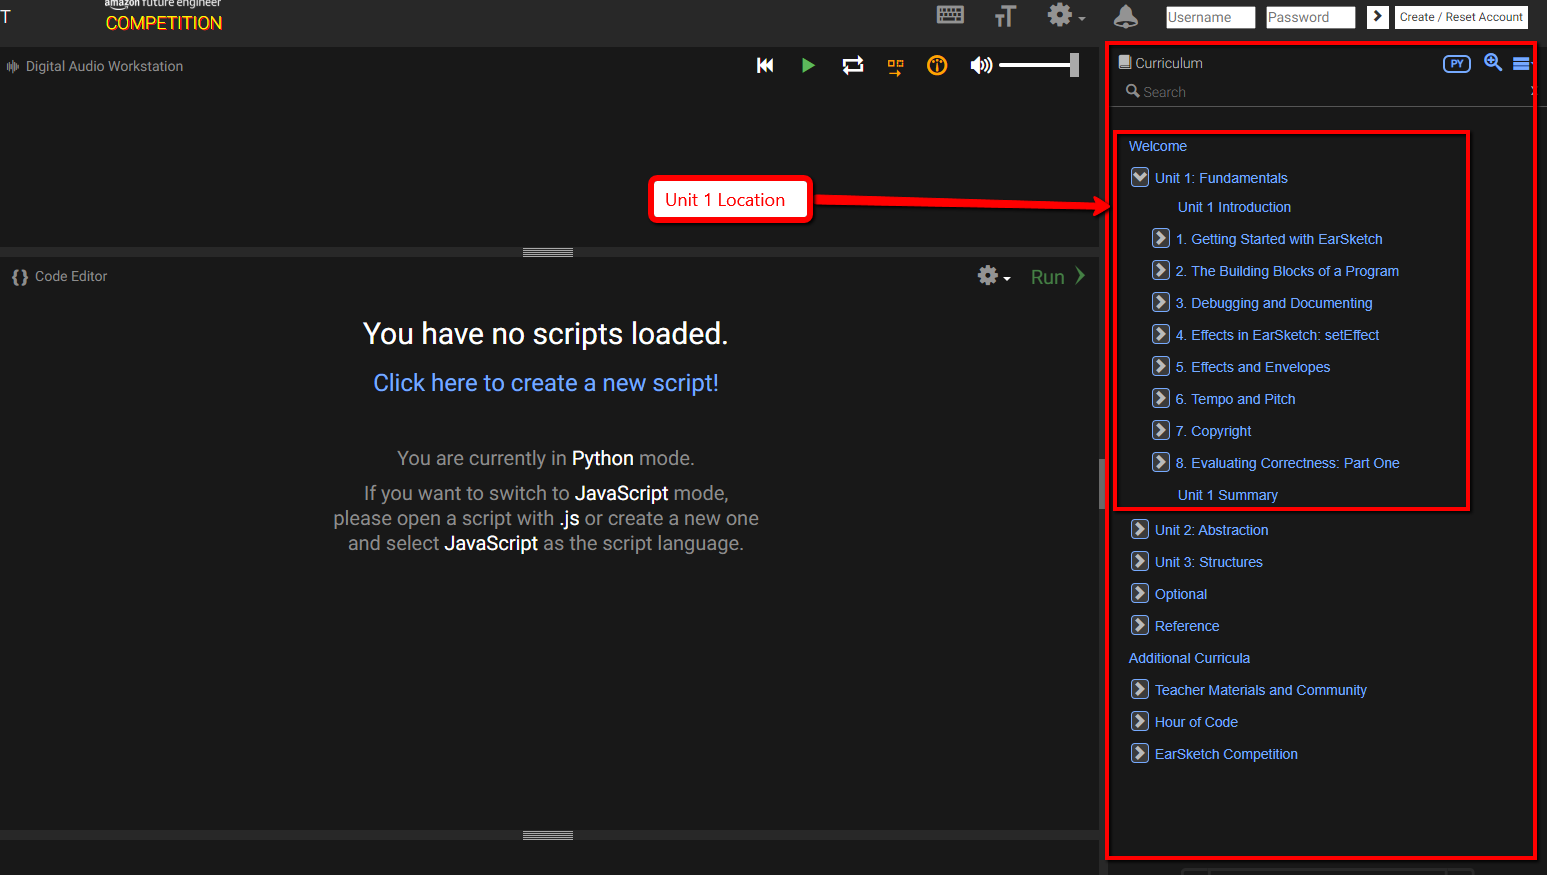 T
amazon future engineer
COMPETITION
Username
Password
Create / Reset Account
Digital Audio Workstation
Curriculum
PY
Search
Unit 1 Location
Welcome
Unit 1: Fundamentals
Unit 1 Introduction
1. Getting Started with EarSketch
2. The Building Blocks of a Program
3. Debugging and Documenting
4. Effects in EarSketch: setEffect
5. Effects and Envelopes
6. Tempo and Pitch
7. Copyright
8. Evaluating Correctness: Part One
Unit 1 Summary
Unit 2: Abstraction
Unit 3: Structures
Optional
Reference
Additional Curricula
Teacher Materials and Community
Hour of Code
EarSketch Competition
{} Code Editor
Run
You have no scripts loaded.
Click here to create a new script!
You are currently in Python mode.
If you want to switch to JavaScript mode,
please open a script with .js or create a new one
and select JavaScript as the script language.